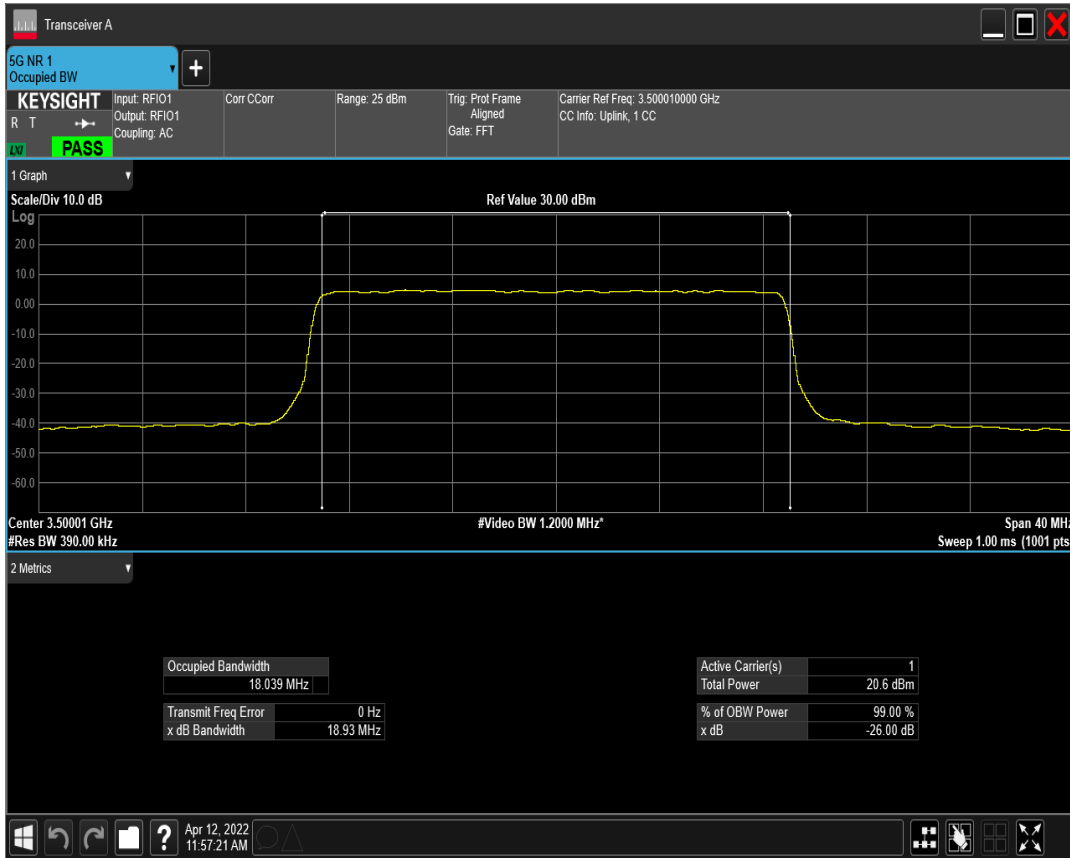 Transceiver A
5G NR 1
Occupied BW
KEYSIGHT
R T
LXI
PASS
Input: RFIO1
Output: RFIO1
Coupling: AC
Corr CCorr
Range: 25 dBm
Trig: Prot Frame
Aligned
Gate: FFT
Carrier Ref Freq: 3.500010000 GHz
CC Info: Uplink, 1 CC
1 Graph
Scale/Div 10.0 dB
Ref Value 30.00 dBm
Log
20.0
10.0
0.00
-10.0
-20.0
-30.0
-40.0
-50.0
-60.0
Center 3.50001 GHz
#Video BW 1.2000 MHz*
Span 40 MHz
#Res BW 390.00 kHz
Sweep 1.00 ms (1001 pts
2 Metrics
Occupied Bandwidth
18.039 MHz
Transmit Freq Error 0 Hz
x dB Bandwidth 18.93 MHz
Active Carrier(s) 1
Total Power 20.6 dBm
% of OBW Power 99.00 %
x dB -26.00 dB
?
Apr 12, 2022
11:57:21 AM